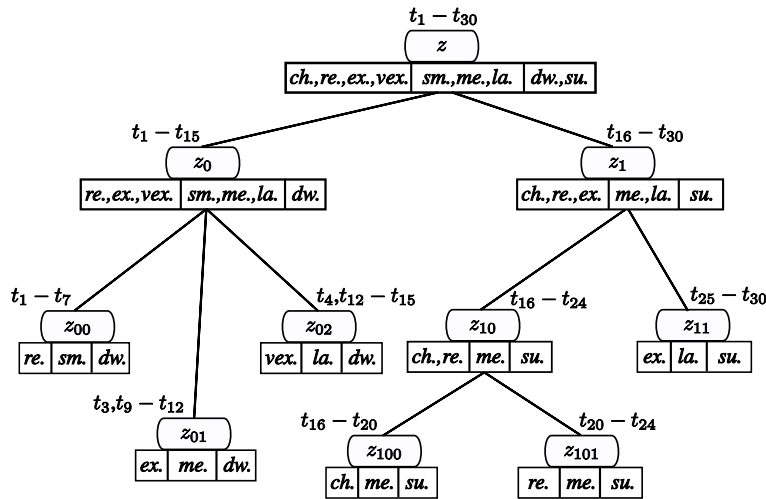 t₁ − t₃₀
z
ch.,re.,ex.,vex. sm.,me.,la. dw.,su.
t₁ − t₁₅ t₁₆ − t₃₀
z₀ z₁
re.,ex.,vex. sm.,me.,la. dw. ch.,re.,ex. me.,la. su.
t₁ − t₇ t₄,t₁₂ − t₁₅ t₁₆ − t₂₄ t₂₅ − t₃₀
z₀₀ z₀₂ z₁₀ z₁₁
re. sm. dw. vex. la. dw. ch.,re. me. su. ex. la. su.
t₃,t₉ − t₁₂ t₁₆ − t₂₀ t₂₀ − t₂₄
z₀₁ z₁₀₀ z₁₀₁
ex. me. dw. ch. me. su. re. me. su.